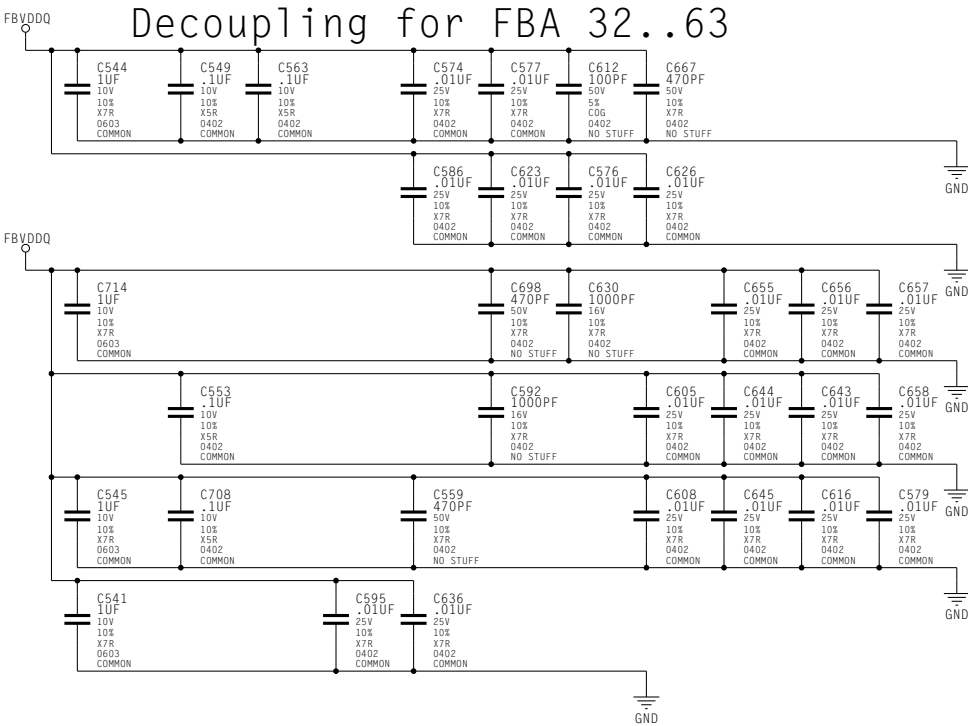 Decoupling for FBA 32..63
FBVDDQ
C544
1UF
10V
10%
X7R
0603
COMMON
C549
.1UF
10V
10%
X5R
0402
COMMON
C563
.1UF
10V
10%
X5R
0402
COMMON
C574
.01UF
25V
10%
X7R
0402
COMMON
C577
.01UF
25V
10%
X7R
0402
COMMON
C612
100PF
50V
5%
COG
0402
NO STUFF
C667
470PF
50V
10%
X7R
0402
NO STUFF
GND
C586
.01UF
25V
10%
X7R
0402
COMMON
C623
.01UF
25V
10%
X7R
0402
COMMON
C576
.01UF
25V
10%
X7R
0402
COMMON
C626
.01UF
25V
10%
X7R
0402
COMMON
GND
FBVDDQ
C714
1UF
10V
10%
X7R
0603
COMMON
C698
470PF
50V
10%
X7R
0402
NO STUFF
C630
1000PF
16V
10%
X7R
0402
NO STUFF
C655
.01UF
25V
10%
X7R
0402
COMMON
C656
.01UF
25V
10%
X7R
0402
COMMON
C657
.01UF
25V
10%
X7R
0402
COMMON
GND
C553
.1UF
10V
10%
X5R
0402
COMMON
C592
1000PF
16V
10%
X7R
0402
NO STUFF
C605
.01UF
25V
10%
X7R
0402
COMMON
C644
.01UF
25V
10%
X7R
0402
COMMON
C643
.01UF
25V
10%
X7R
0402
COMMON
C658
.01UF
25V
10%
X7R
0402
COMMON
GND
C545
1UF
10V
10%
X7R
0603
COMMON
C708
.1UF
10V
10%
X5R
0402
COMMON
C559
470PF
50V
10%
X7R
0402
NO STUFF
C608
.01UF
25V
10%
X7R
0402
COMMON
C645
.01UF
25V
10%
X7R
0402
COMMON
C616
.01UF
25V
10%
X7R
0402
COMMON
C579
.01UF
25V
10%
X7R
0402
COMMON
GND
C541
1UF
10V
10%
X7R
0603
COMMON
C595
.01UF
25V
10%
X7R
0402
COMMON
C636
.01UF
25V
10%
X7R
0402
COMMON
GND